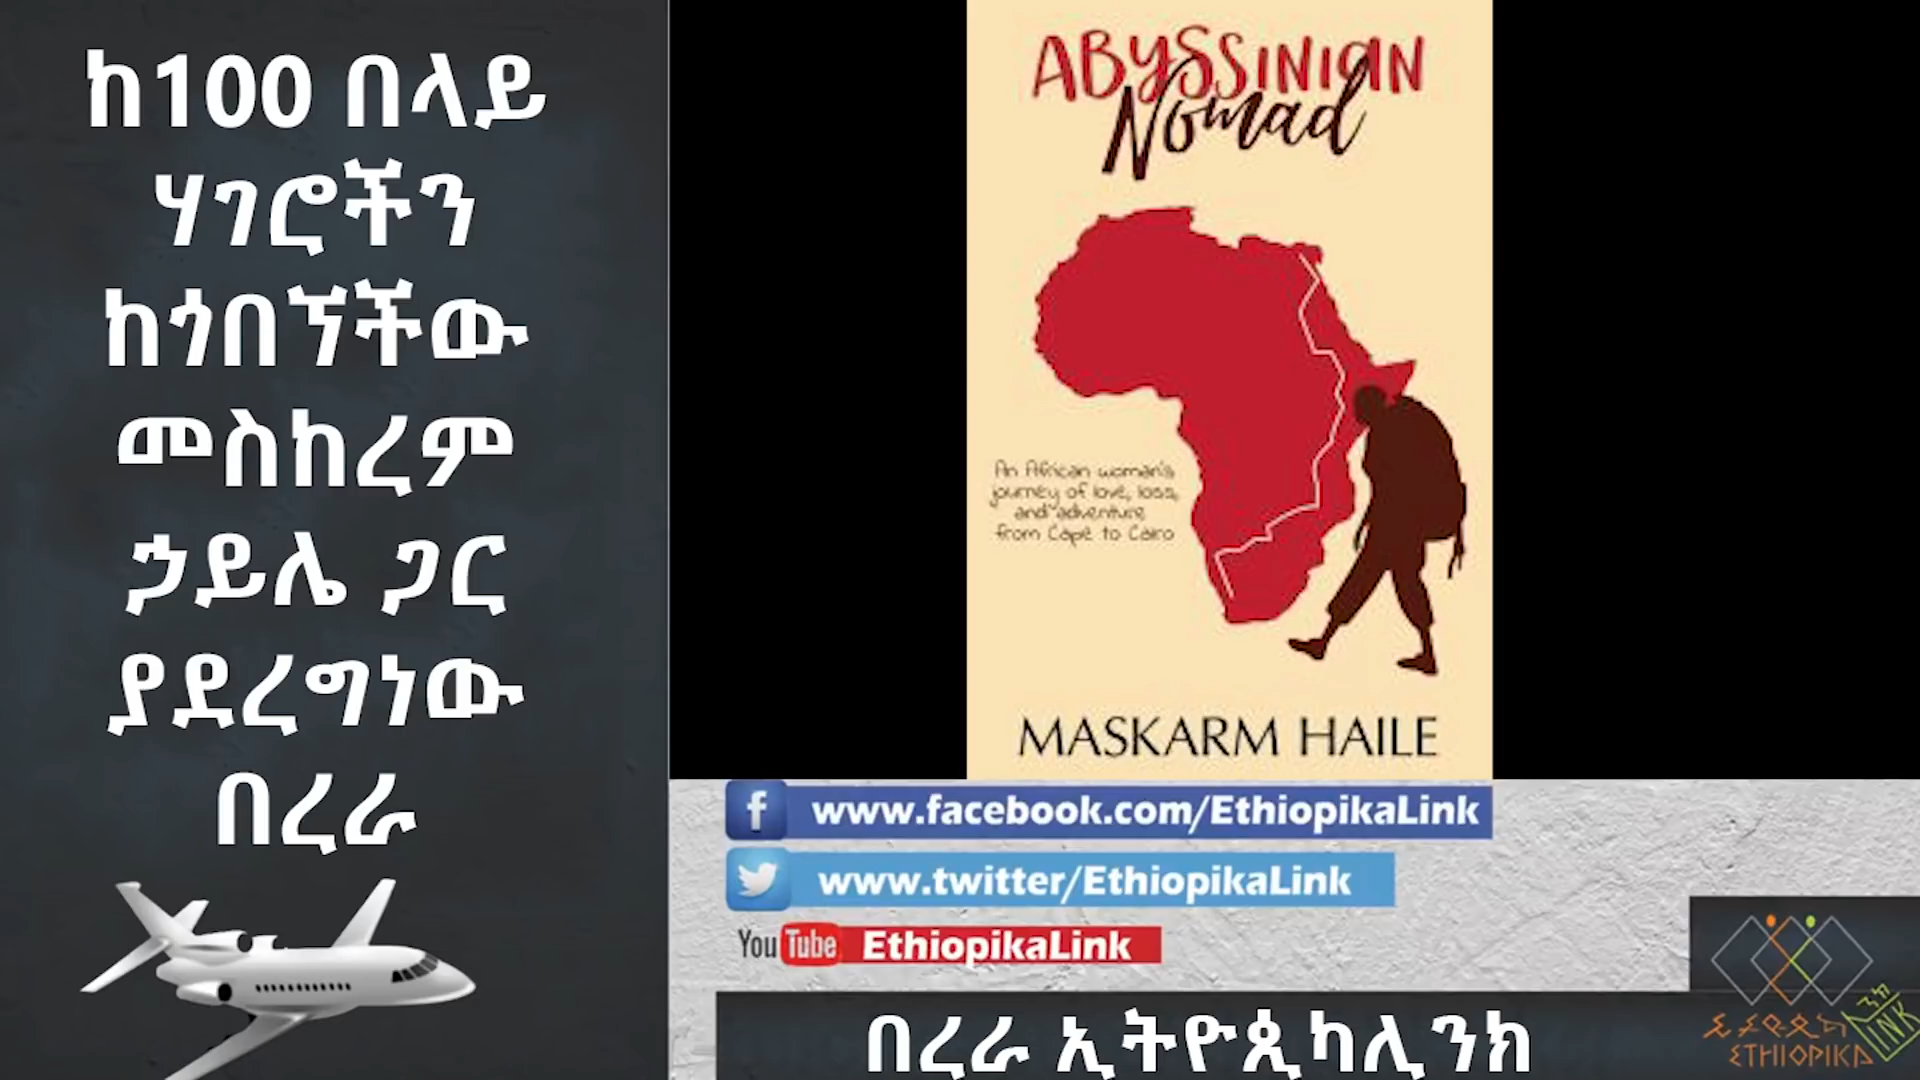 ከ100 በላይ
ሃገሮችን
ከጎበኘችው
መስከረም
ኃይሌ ጋር
ያደረግነው
በረራ
ABYSSINIAN
Nomad
An African woman's
journey of love, loss,
and adventure
from Cape to Cairo
MASKARM HAILE
f www.facebook.com/EthiopikaLink
www.twitter/EthiopikaLink
YouTube EthiopikaLink
በረራ ኢትዮጲካሊንክ
LINK
ETHIOPIKA